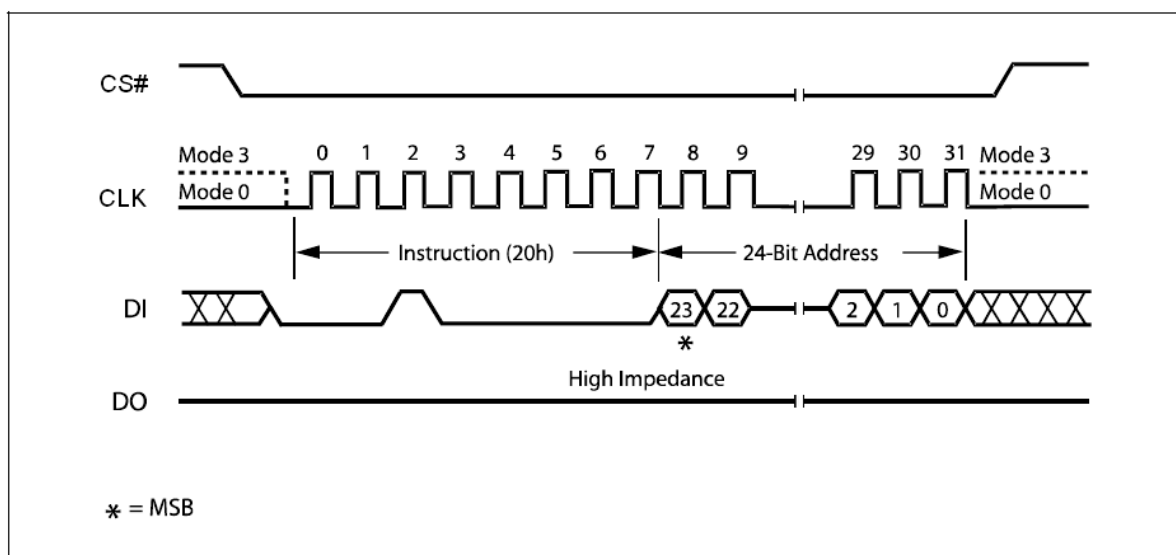 CS#
Mode 3 0 1 2 3 4 5 6 7 8 9 29 30 31 Mode 3
CLK Mode 0 Mode 0
Instruction (20h) 24-Bit Address
DI 23 22 2 1 0
*
High Impedance
DO
* = MSB